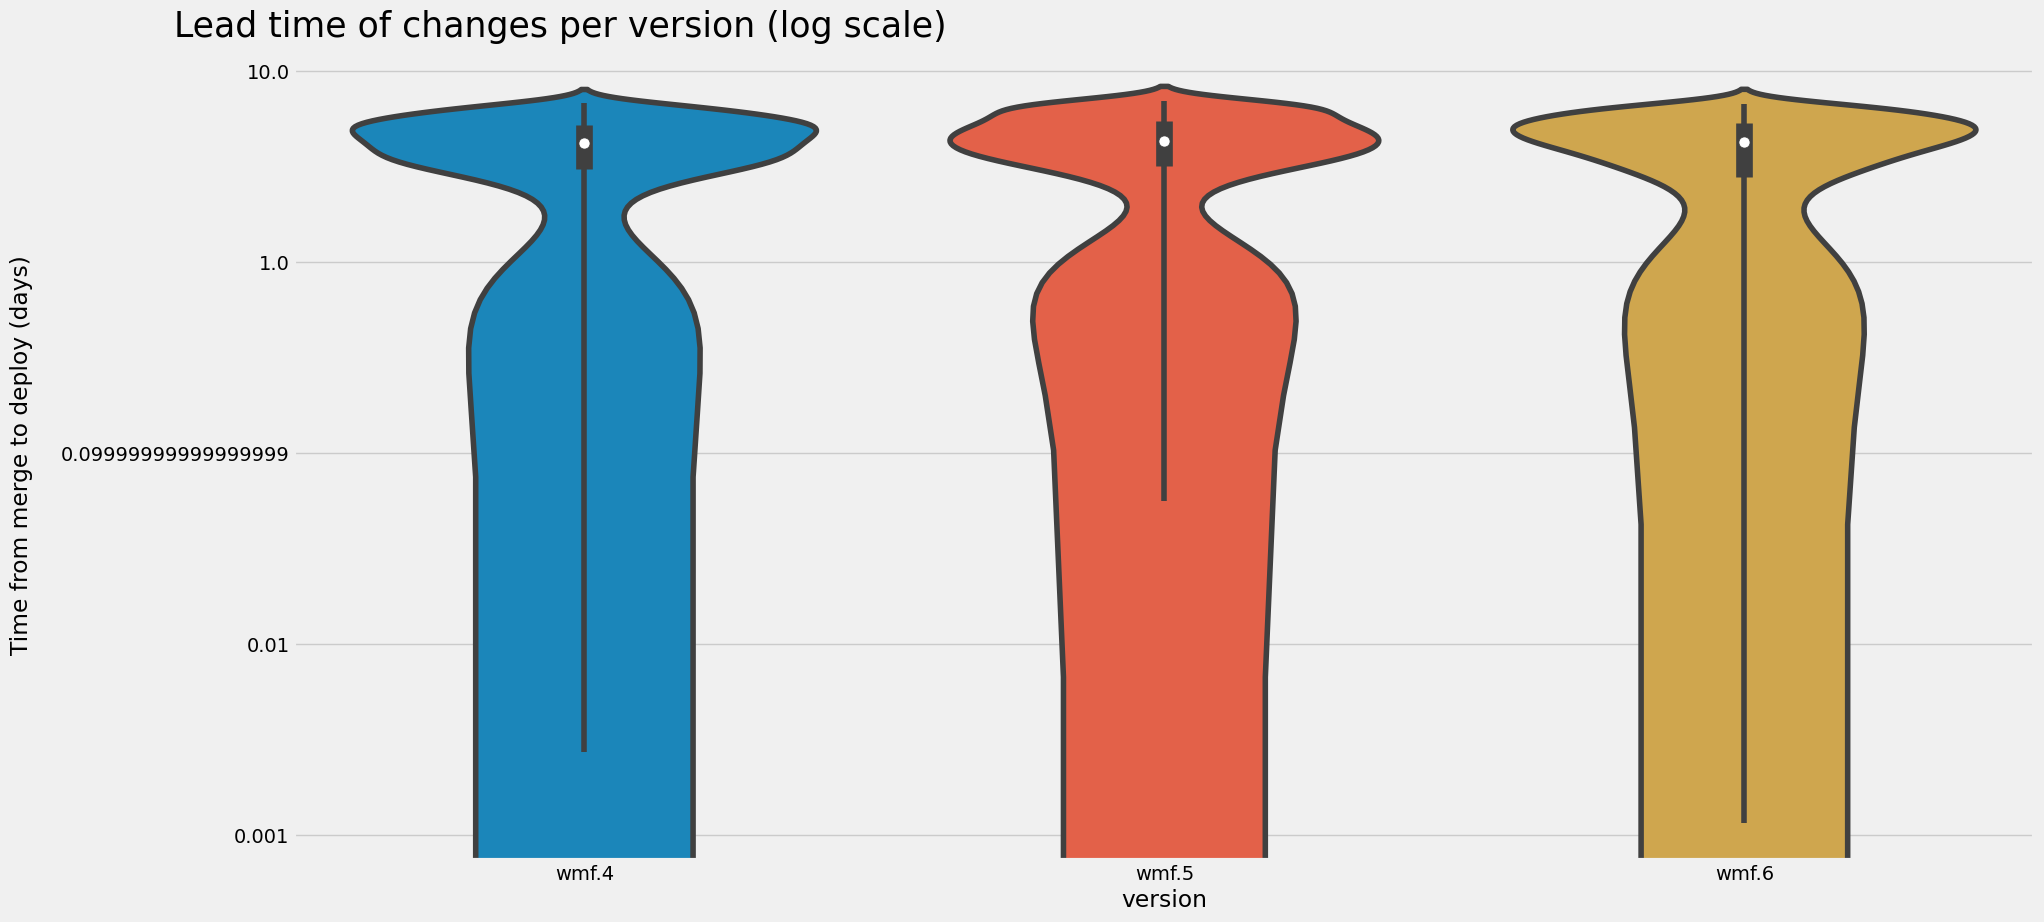 Lead time of changes per version (log scale)
Time from merge to deploy (days)
10.0
1.0
0.09999999999999999
0.01
0.001
wmf.4
wmf.5
wmf.6
version